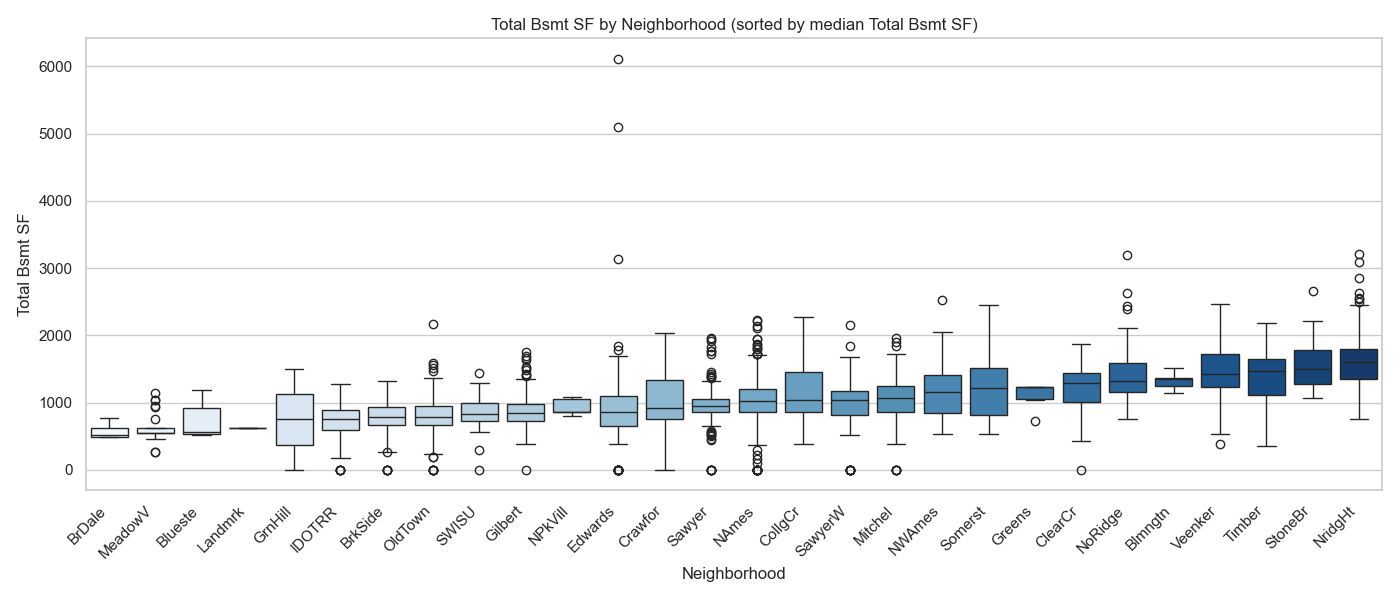 Total Bsmt SF by Neighborhood (sorted by median Total Bsmt SF)
Total Bsmt SF
6000
5000
4000
3000
2000
1000
0
BrDale
MeadowV
Blueste
Landmrk
GrnHill
IDOTRR
BrkSide
OldTown
SWISU
Gilbert
NPkVill
Edwards
Crawfor
Sawyer
NAmes
CollgCr
SawyerW
Mitchel
NWAmes
Somerst
Greens
ClearCr
NoRidge
Blmngtn
Veenker
Timber
StoneBr
NridgHt
Neighborhood